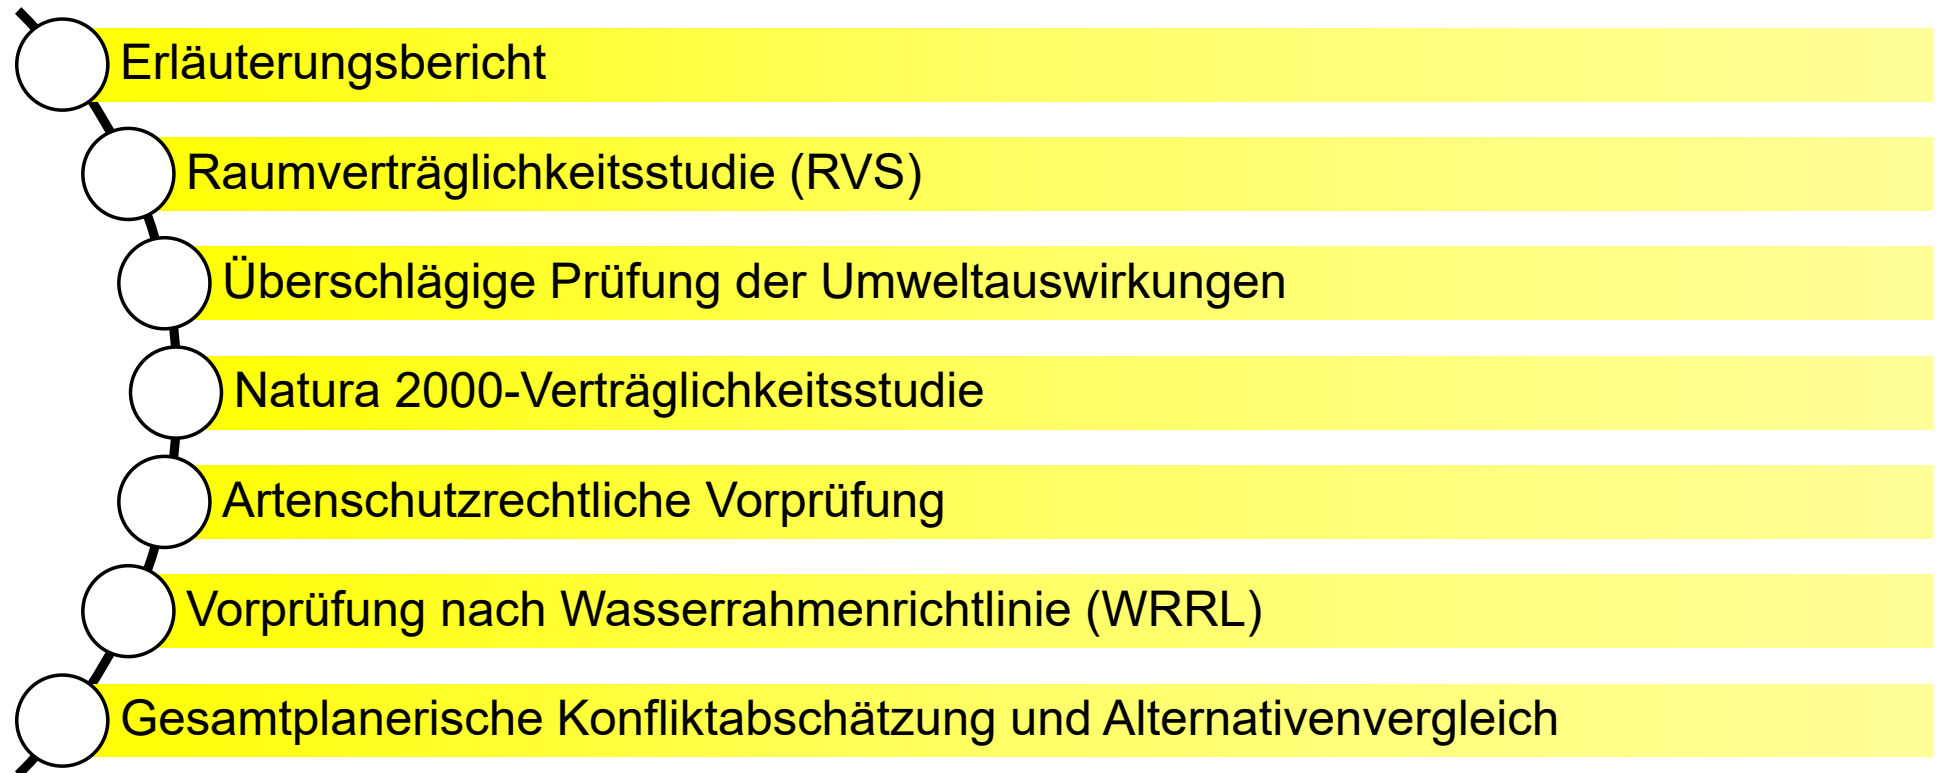 Erläuterungsbericht
Raumverträglichkeitsstudie (RVS)
Überschlägige Prüfung der Umweltauswirkungen
Natura 2000-Verträglichkeitsstudie
Artenschutzrechtliche Vorprüfung
Vorprüfung nach Wasserrahmenrichtlinie (WRRL)
Gesamtplanerische Konfliktabschätzung und Alternativenvergleich